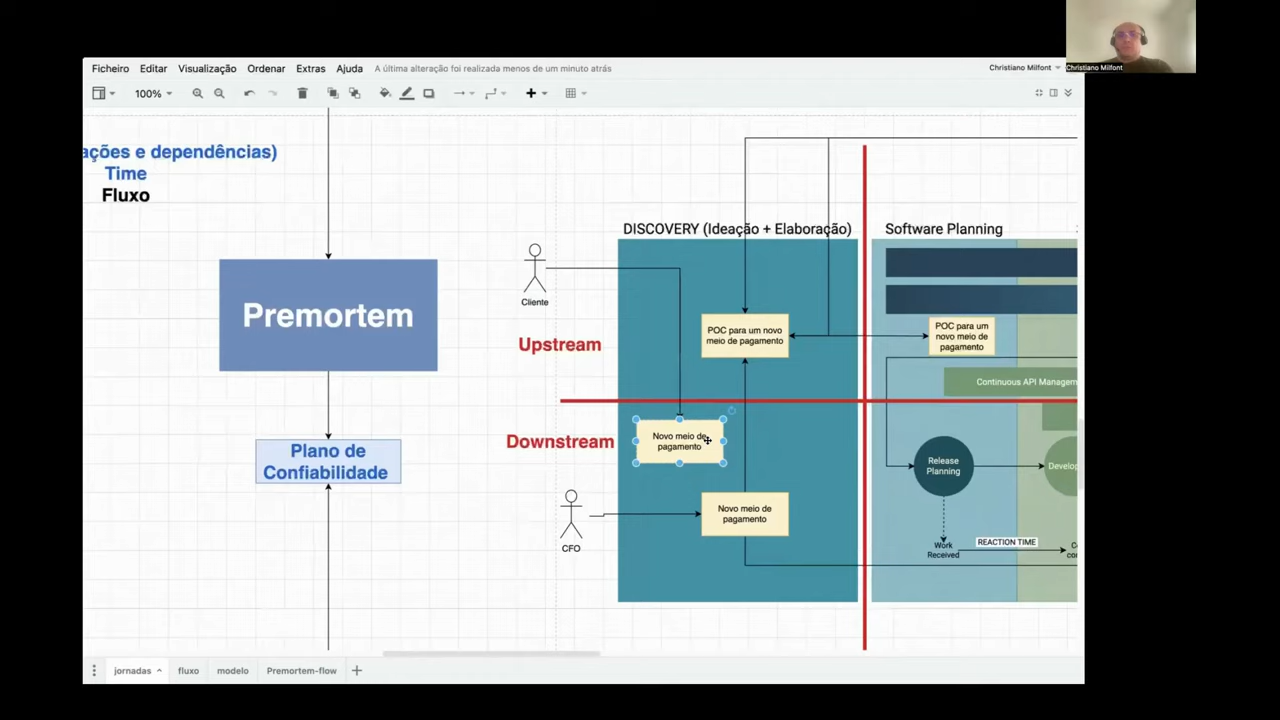 Christiano Milfont
Ficheiro Editar Visualização Ordenar Extras Ajuda A última alteração foi realizada menos de um minuto atrás
Christiano Milfont
100%
ações e dependências)
Time
Fluxo
Premortem
Plano de
Confiabilidade
DISCOVERY (Ideação + Elaboração)
Software Planning
Cliente
Upstream
POC para um novo
meio de pagamento
POC para um
novo meio de
pagamento
Continuous API Managem
Downstream
Novo meio de
pagamento
Release
Planning
Develop
CFO
Novo meio de
pagamento
Work
Received
REACTION TIME
C
con
jornadas fluxo modelo Premortem-flow